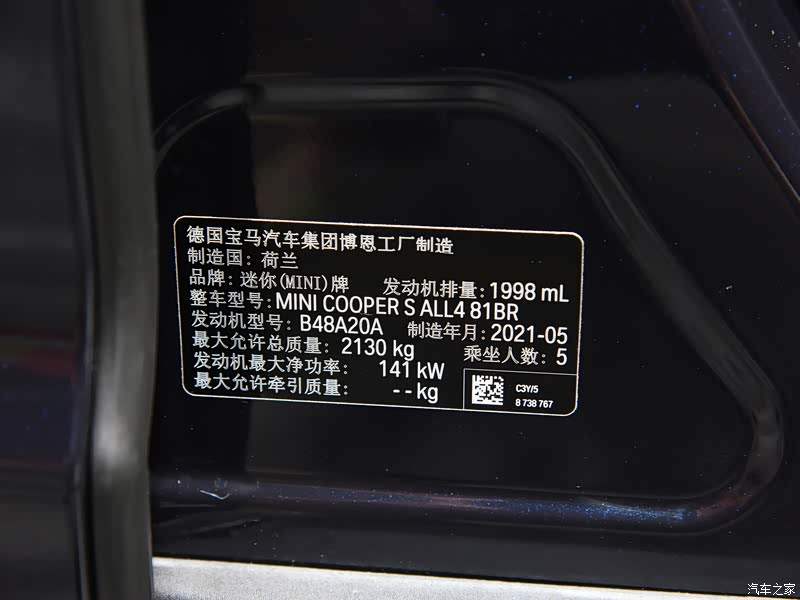 德国宝马汽车集团博恩工厂制造
制造国：荷兰
品牌：迷你(MINI)牌 发动机排量：1998 mL
整车型号：MINI COOPER S ALL4 81BR
发动机型号：B48A20A 制造年月：2021-05
最大允许总质量：2130 kg 乘坐人数：5
发动机最大净功率：141 kW
最大允许牵引质量：--kg
C3Y/5
8 738 767
汽车之家